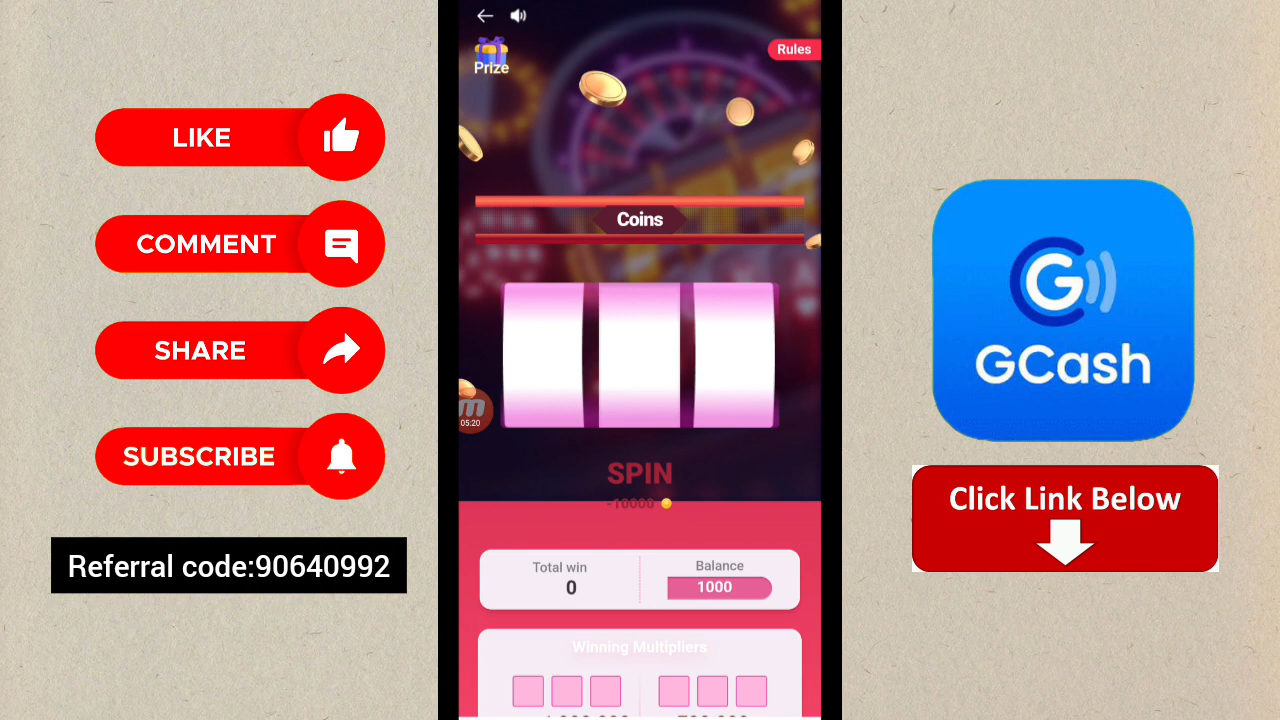 LIKE
COMMENT
SHARE
SUBSCRIBE
Referral code:90640992
Prize
Rules
Coins
05:20
SPIN
-10000
Total win
0
Balance
1000
Winning Multipliers
G
GCash
Click Link Below